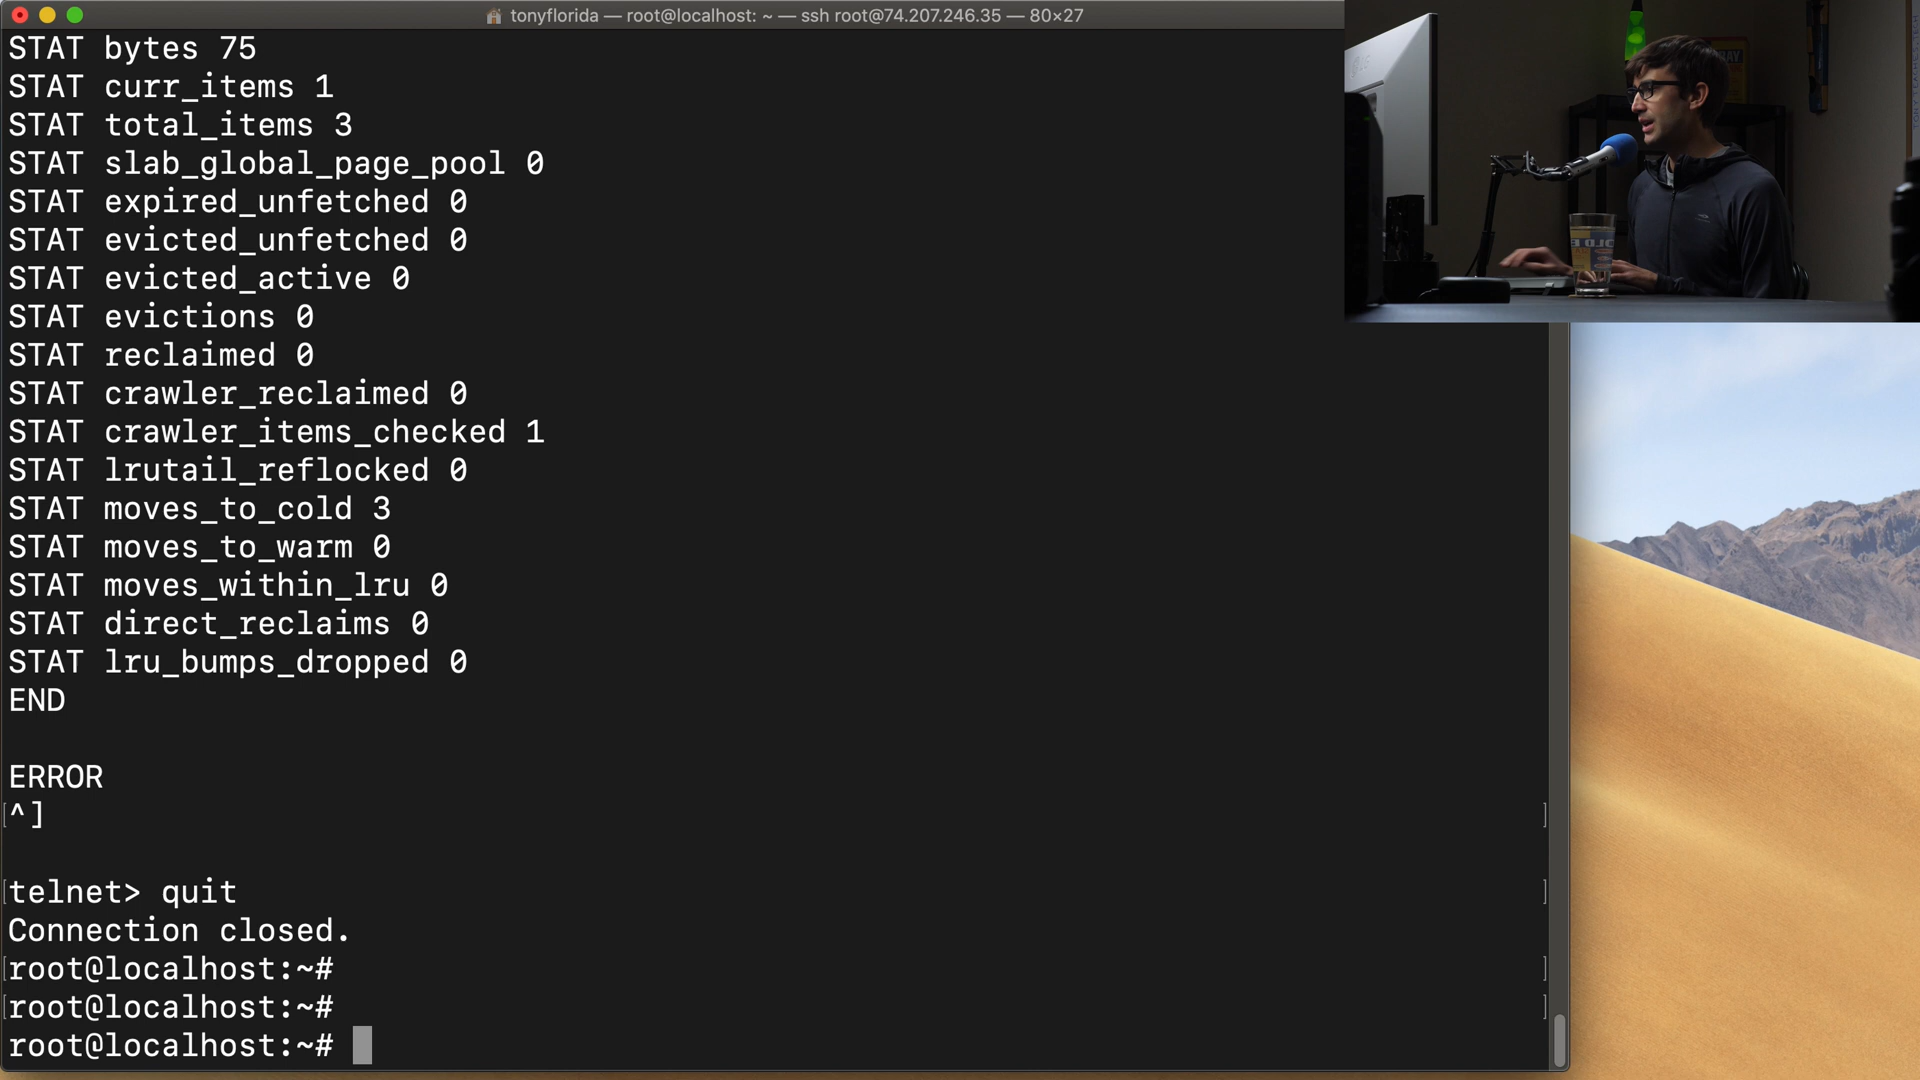 tonyflorida — root@localhost: ~ — ssh root@74.207.246.35 — 80×27
STAT bytes 75
STAT curr_items 1
STAT total_items 3
STAT slab_global_page_pool 0
STAT expired_unfetched 0
STAT evicted_unfetched 0
STAT evicted_active 0
STAT evictions 0
STAT reclaimed 0
STAT crawler_reclaimed 0
STAT crawler_items_checked 1
STAT lrutail_reflocked 0
STAT moves_to_cold 3
STAT moves_to_warm 0
STAT moves_within_lru 0
STAT direct_reclaims 0
STAT lru_bumps_dropped 0
END
ERROR
[^] ]
[telnet> quit ]
Connection closed.
[root@localhost:~# ]
[root@localhost:~# ]
root@localhost:~#